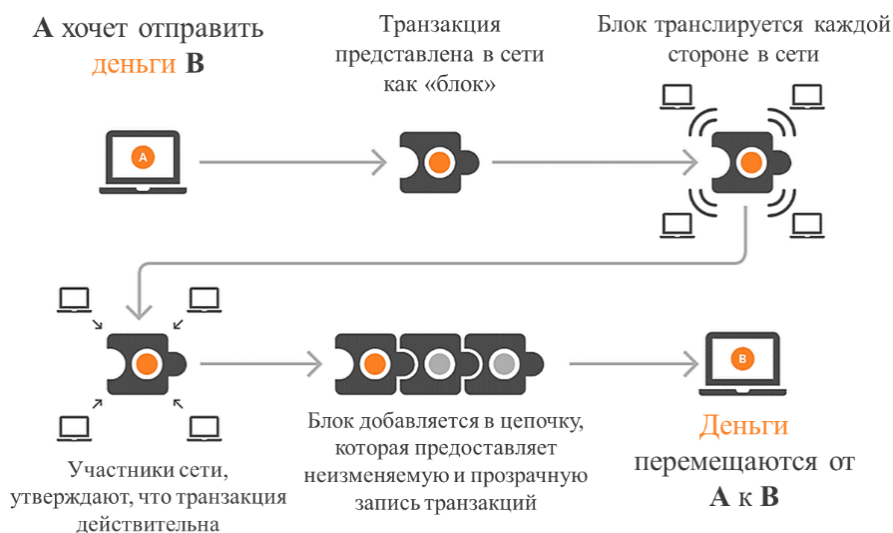 А хочет отправить
деньги В
Транзакция
представлена в сети
как «блок»
Блок транслируется каждой
стороне в сети
A
Участники сети,
утверждают, что транзакция
действительна
Блок добавляется в цепочку,
которая предоставляет
неизменяемую и прозрачную
запись транзакций
B
Деньги
перемещаются от
А к В